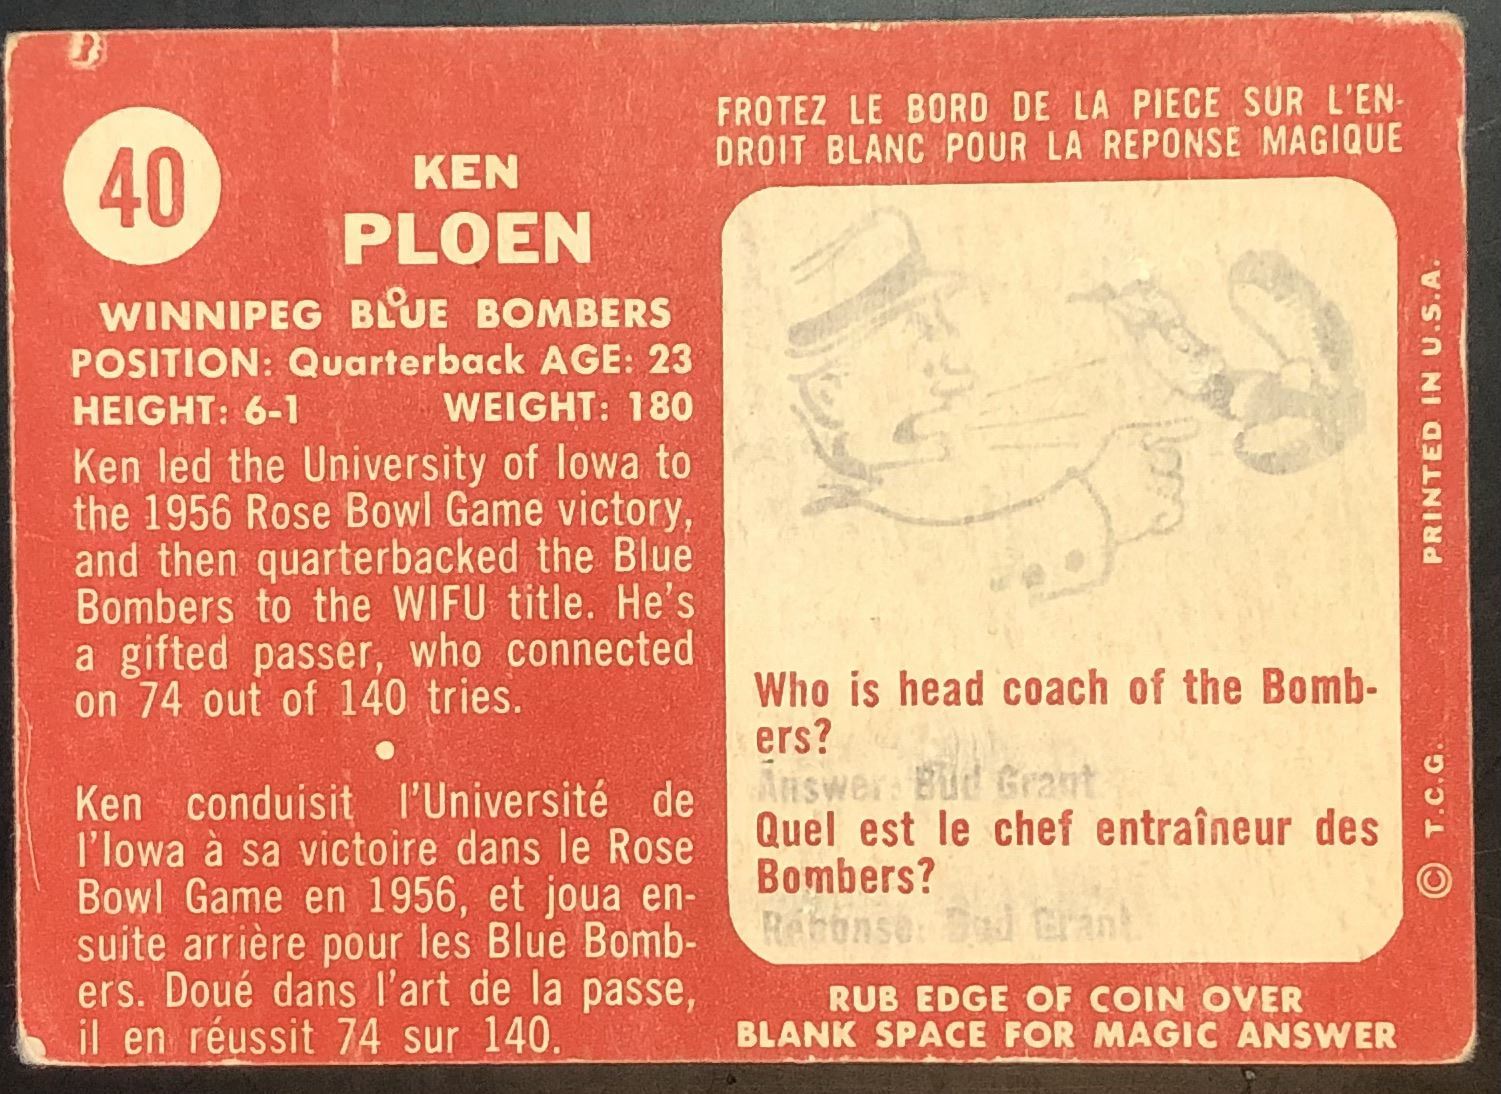 40
KEN
PLOEN
WINNIPEG BLUE BOMBERS
POSITION: Quarterback AGE: 23
HEIGHT: 6-1 WEIGHT: 180
Ken led the University of Iowa to
the 1956 Rose Bowl Game victory,
and then quarterbacked the Blue
Bombers to the WIFU title. He's
a gifted passer, who connected
on 74 out of 140 tries.
Ken conduisit l'Université de
l'Iowa à sa victoire dans le Rose
Bowl Game en 1956, et joua en-
suite arrière pour les Blue Bomb-
ers. Doué dans l'art de la passe,
il en réussit 74 sur 140.
FROTEZ LE BORD DE LA PIECE SUR L'EN-
DROIT BLANC POUR LA REPONSE MAGIQUE
Who is head coach of the Bomb-
ers?
Answer: Bud Grant
Quel est le chef entraîneur des
Bombers?
Réponse: Bud Grant
RUB EDGE OF COIN OVER
BLANK SPACE FOR MAGIC ANSWER
© T.C.G. PRINTED IN U.S.A.